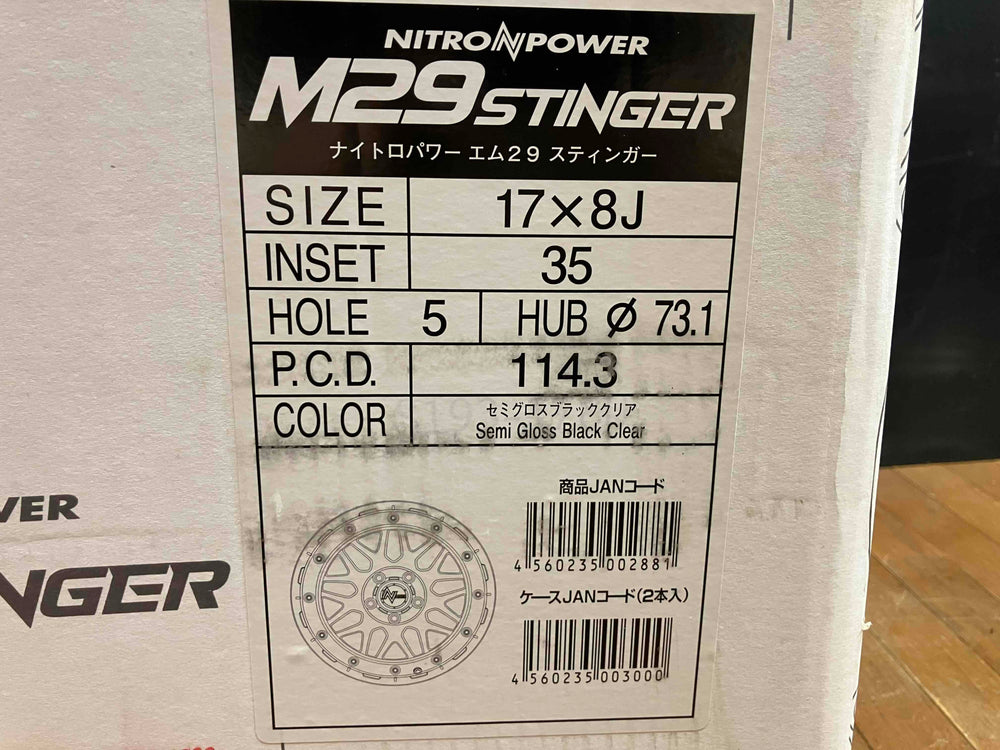 NITRO POWER
M29 STINGER
ナイトロパワー エム29 スティンガー
SIZE 17×8J
INSET 35
HOLE 5 HUB Ø 73.1
P.C.D. 114.3
COLOR セミグロスブラッククリア
Semi Gloss Black Clear
商品JANコード
4 560235 002881
ケースJANコード(2本入)
4 560235 003000
VER
NGER